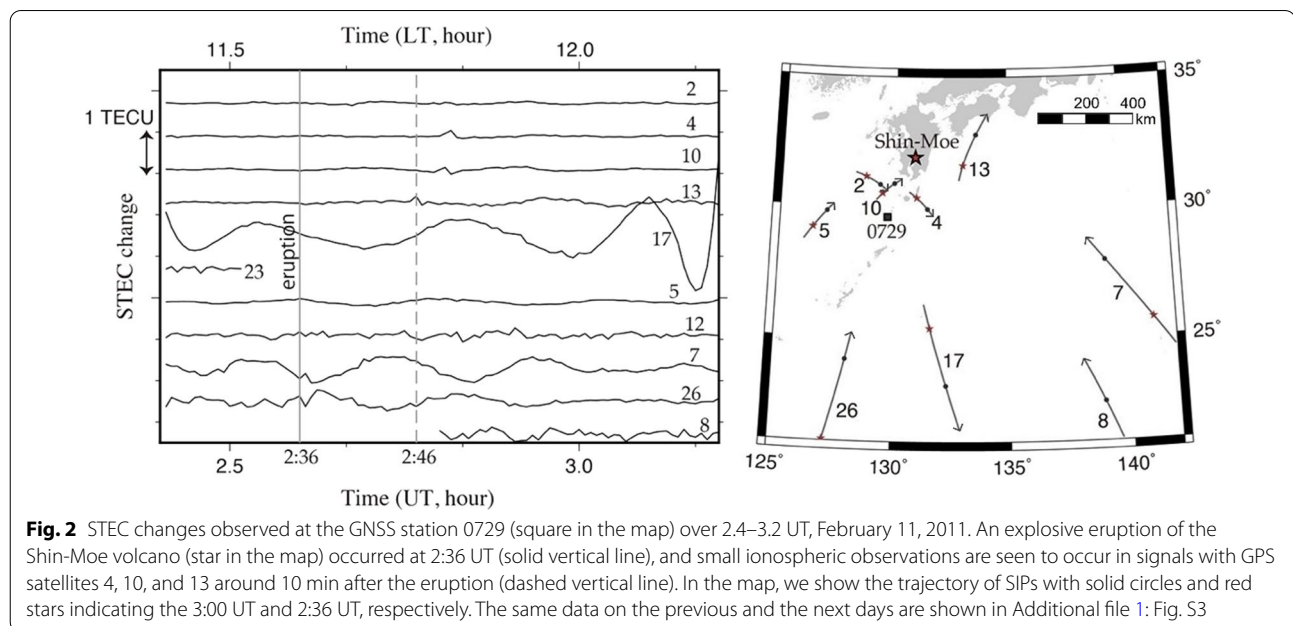 Time (LT, hour)
11.5 12.0
1 TECU
STEC change
eruption
2
4
10
13
17
23
5
12
7
26
8
2.5 2:36 2:46 3.0
Time (UT, hour)
35°
200 400
km
Shin-Moe
13
2
10
4
5
0729
30°
7
25°
17
26
8
125° 130° 135° 140°
Fig. 2 STEC changes observed at the GNSS station 0729 (square in the map) over 2.4–3.2 UT, February 11, 2011. An explosive eruption of the
Shin-Moe volcano (star in the map) occurred at 2:36 UT (solid vertical line), and small ionospheric observations are seen to occur in signals with GPS
satellites 4, 10, and 13 around 10 min after the eruption (dashed vertical line). In the map, we show the trajectory of SIPs with solid circles and red
stars indicating the 3:00 UT and 2:36 UT, respectively. The same data on the previous and the next days are shown in Additional file 1: Fig. S3